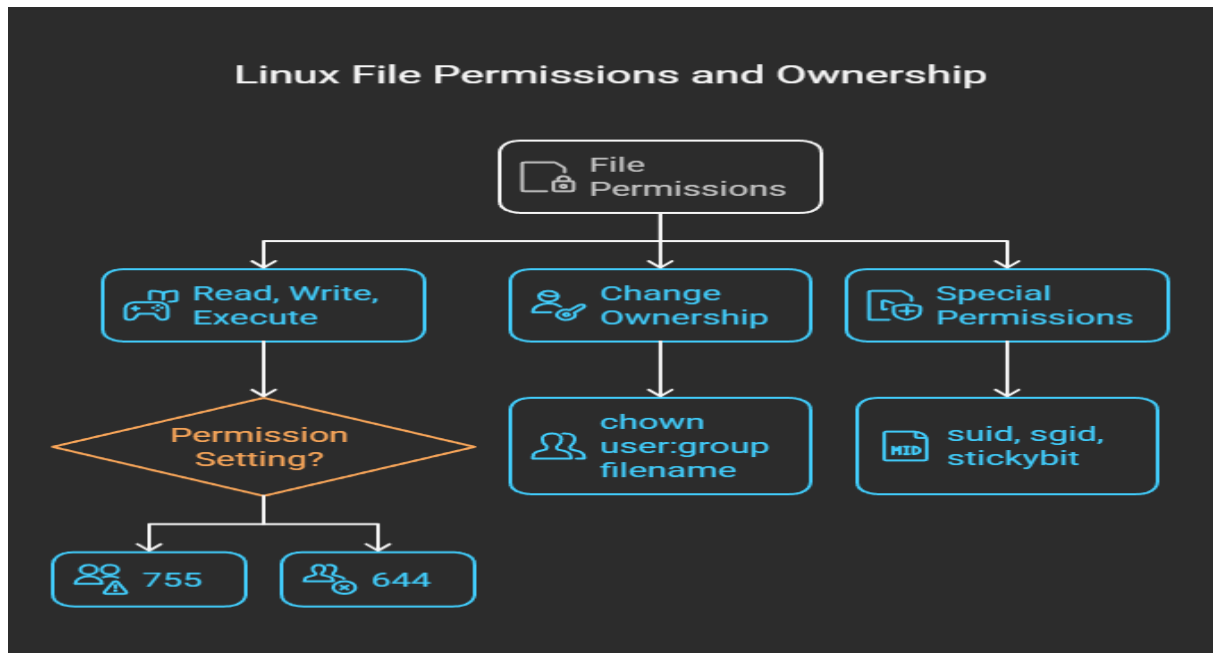 Linux File Permissions and Ownership
File
Permissions
Read, Write,
Execute
Change
Ownership
Special
Permissions
Permission
Setting?
chown
user:group
filename
MID
suid, sgid,
stickybit
755
644